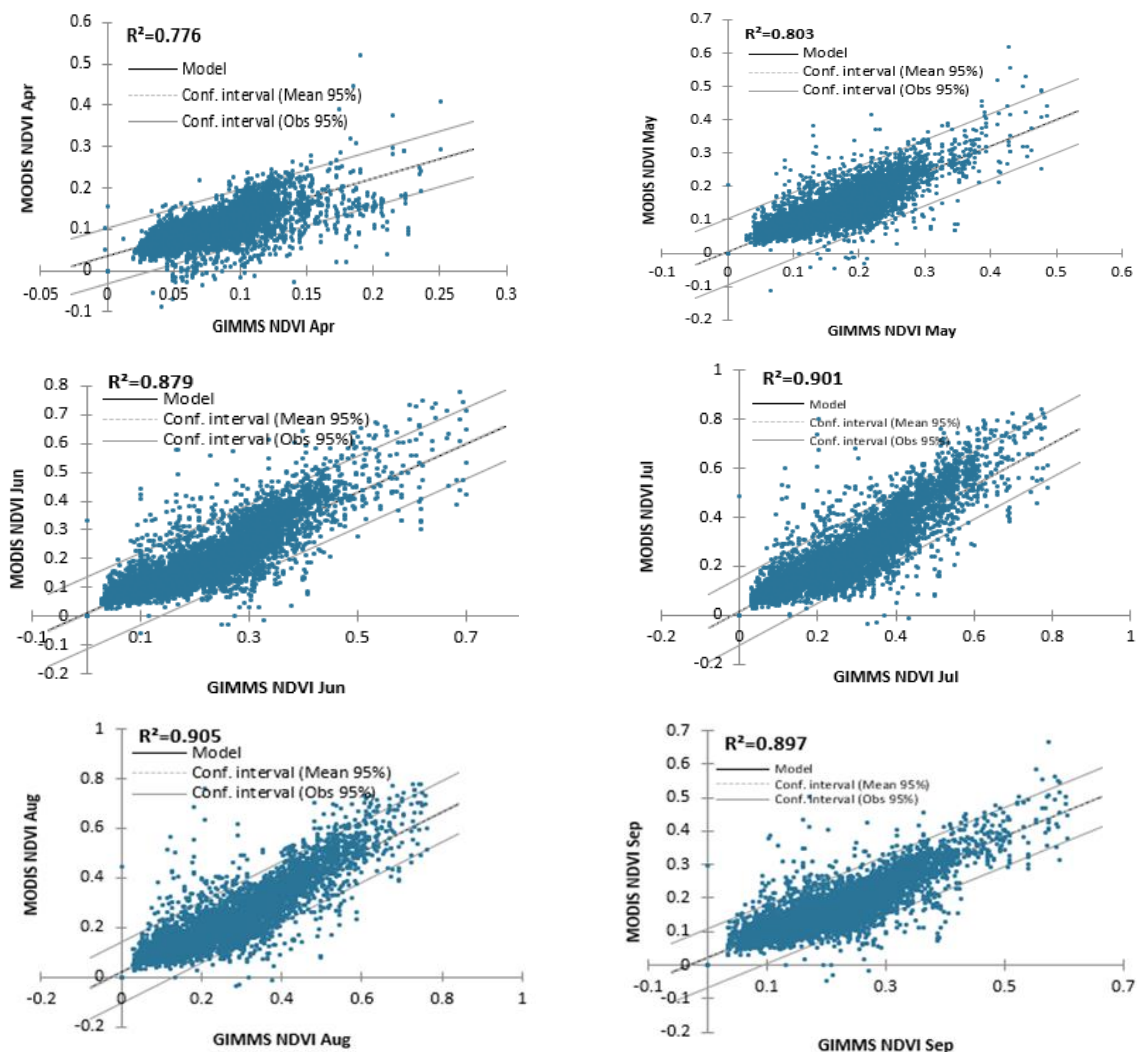 R²=0.776
Model
Conf. interval (Mean 95%)
Conf. interval (Obs 95%)
MODIS NDVI Apr
0.6
0.5
0.4
0.3
0.2
0.1
0
-0.1
-0.05
0
0.05
0.1
0.15
0.2
0.25
0.3
GIMMS NDVI Apr
R²=0.803
Model
Conf. interval (Mean 95%)
Conf. interval (Obs 95%)
MODIS NDVI May
0.7
0.6
0.5
0.4
0.3
0.2
0.1
0
-0.1
-0.2
-0.1
0
0.1
0.2
0.3
0.4
0.5
0.6
GIMMS NDVI May
R²=0.879
Model
Conf. interval (Mean 95%)
Conf. interval (Obs 95%)
MODIS NDVI Jun
0.8
0.7
0.6
0.5
0.4
0.3
0.2
0.1
0
-0.1
-0.2
-0.1
0.1
0.3
0.5
0.7
GIMMS NDVI Jun
R²=0.901
Model
Conf. interval (Mean 95%)
Conf. interval (Obs 95%)
MODIS NDVI Jul
1
0.8
0.6
0.4
0.2
0
-0.2
-0.2
0
0.2
0.4
0.6
0.8
1
GIMMS NDVI Jul
R²=0.905
Model
Conf. interval (Mean 95%)
Conf. interval (Obs 95%)
MODIS NDVI Aug
1
0.8
0.6
0.4
0.2
0
-0.2
-0.2
0
0.2
0.4
0.6
0.8
1
GIMMS NDVI Aug
R²=0.897
Model
Conf. interval (Mean 95%)
Conf. Interval (Obs 95%)
MODIS NDVI Sep
0.7
0.6
0.5
0.4
0.3
0.2
0.1
0
-0.1
-0.2
-0.1
0.1
0.3
0.5
0.7
GIMMS NDVI Sep